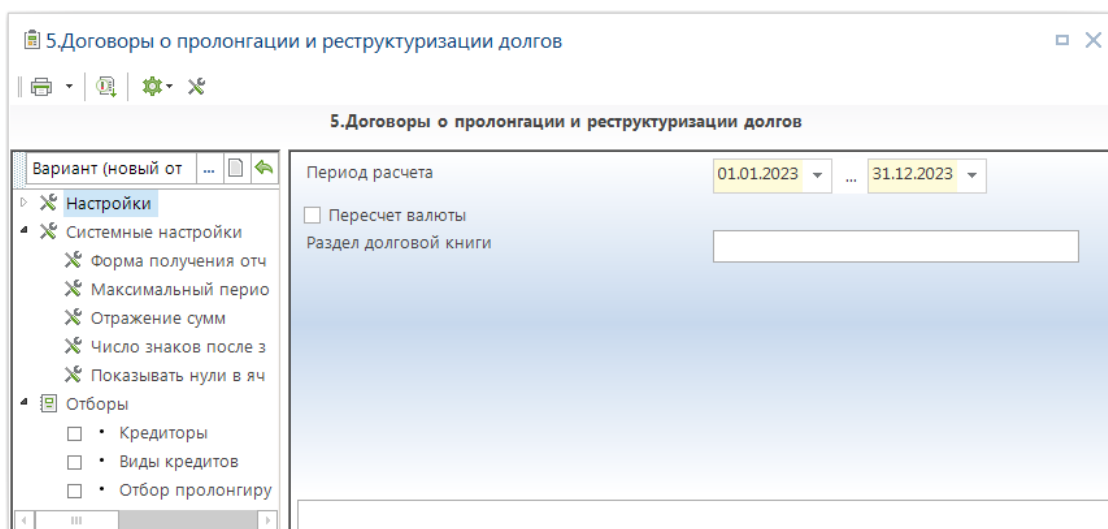 5.Договоры о пролонгации и реструктуризации долгов
5.Договоры о пролонгации и реструктуризации долгов
Вариант (новый от ...
Настройки
Системные настройки
Форма получения отч
Максимальный перио
Отражение сумм
Число знаков после з
Показывать нули в яч
Отборы
• Кредиторы
• Виды кредитов
• Отбор пролонгиру
Период расчета 01.01.2023 ... 31.12.2023
Пересчет валюты
Раздел долговой книги